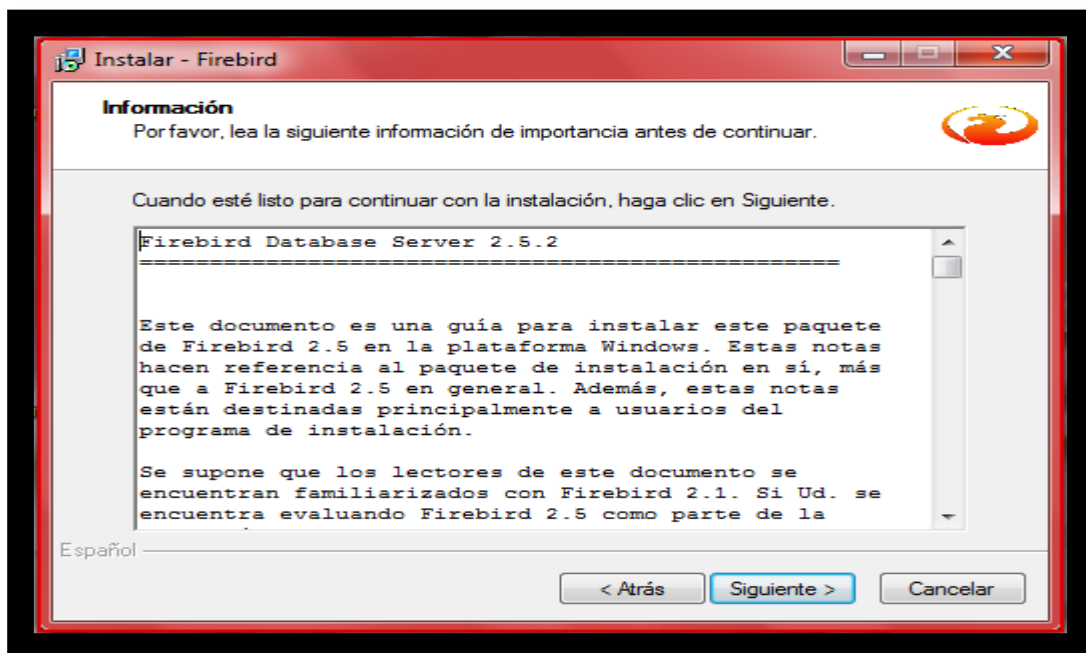 Instalar - Firebird
Información
Por favor, lea la siguiente información de importancia antes de continuar.
Cuando esté listo para continuar con la instalación, haga clic en Siguiente.
Firebird Database Server 2.5.2
==================================================
Este documento es una guía para instalar este paquete
de Firebird 2.5 en la plataforma Windows. Estas notas
hacen referencia al paquete de instalación en sí, más
que a Firebird 2.5 en general. Además, estas notas
están destinadas principalmente a usuarios del
programa de instalación.
Se supone que los lectores de este documento se
encuentran familiarizados con Firebird 2.1. Si Ud. se
encuentra evaluando Firebird 2.5 como parte de la
Español
< Atrás
Siguiente >
Cancelar